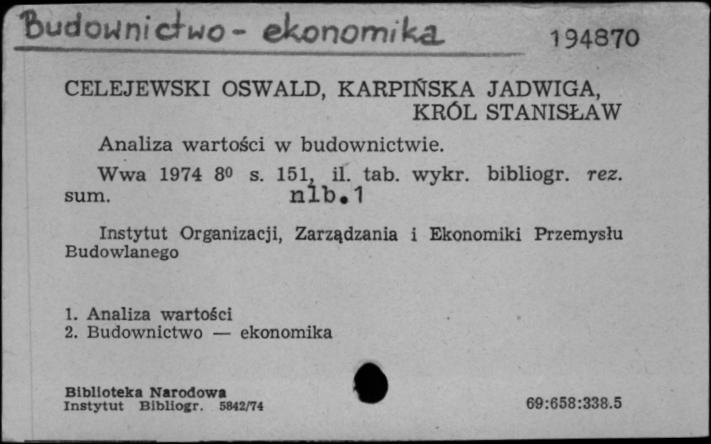 Budownictwo - ekonomika
194870
CELEJEWSKI OSWALD, KARPIŃSKA JADWIGA,
KRÓL STANISŁAW
Analiza wartości w budownictwie.
Wwa 1974 8⁰ s. 151, il. tab. wykr. bibliogr. rez.
sum. nlb.1
Instytut Organizacji, Zarządzania i Ekonomiki Przemysłu
Budowlanego
1. Analiza wartości
2. Budownictwo — ekonomika
Biblioteka Narodowa
Instytut Bibliogr. 5842/74
69:658:338.5